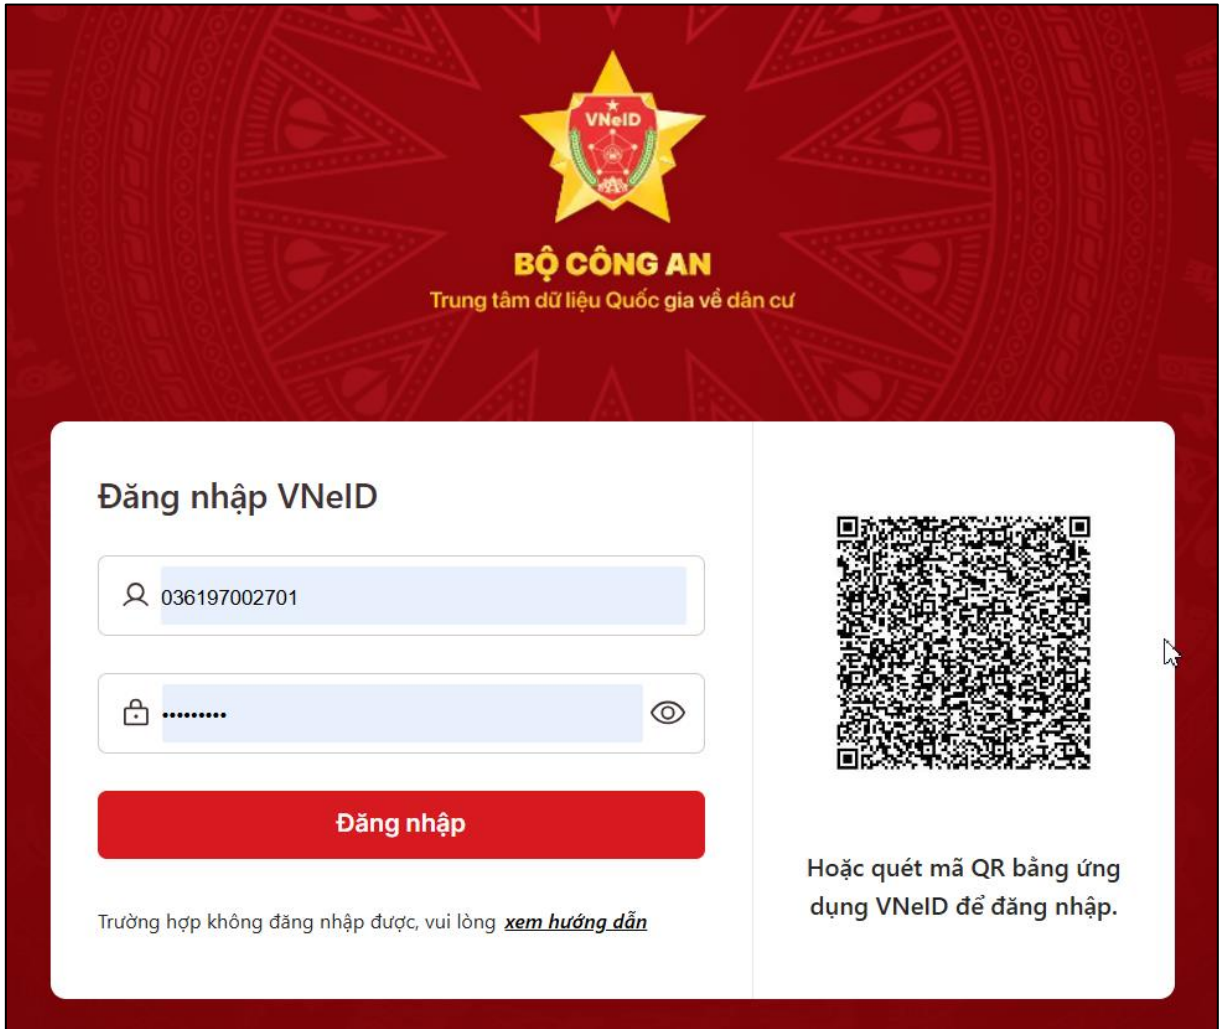 VNeID
BỘ CÔNG AN
Trung tâm dữ liệu Quốc gia về dân cư
Đăng nhập VNeID
036197002701
•••••••••
Đăng nhập
Trường hợp không đăng nhập được, vui lòng xem hướng dẫn
Hoặc quét mã QR bằng ứng
dụng VNeID để đăng nhập.